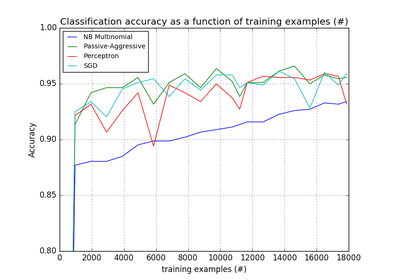 Classification accuracy as a function of training examples (#)
1.00
NB Multinomial
Passive-Aggressive
Perceptron
SGD
0.95
0.90
0.85
0.80
Accuracy
0 2000 4000 6000 8000 10000 12000 14000 16000 18000
training examples (#)